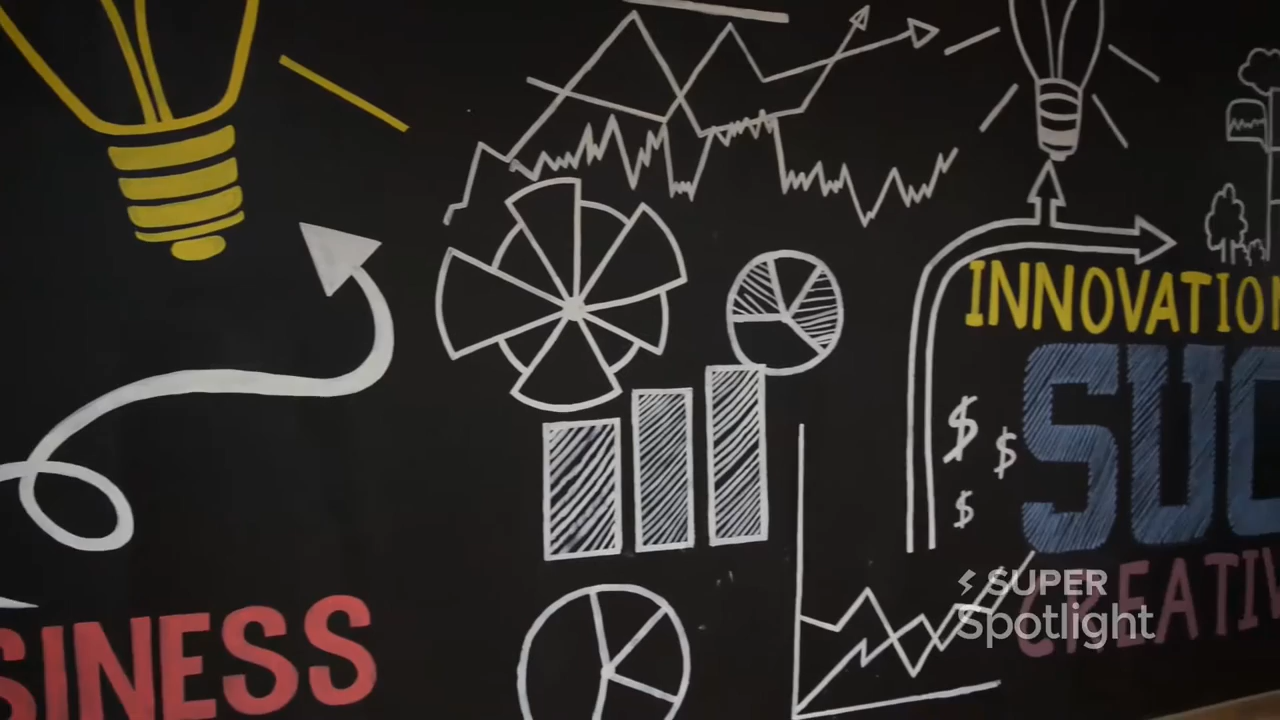 INNOVATION
SUC
$
$
$
CREATIV
SINESS
SUPER
Spotlight